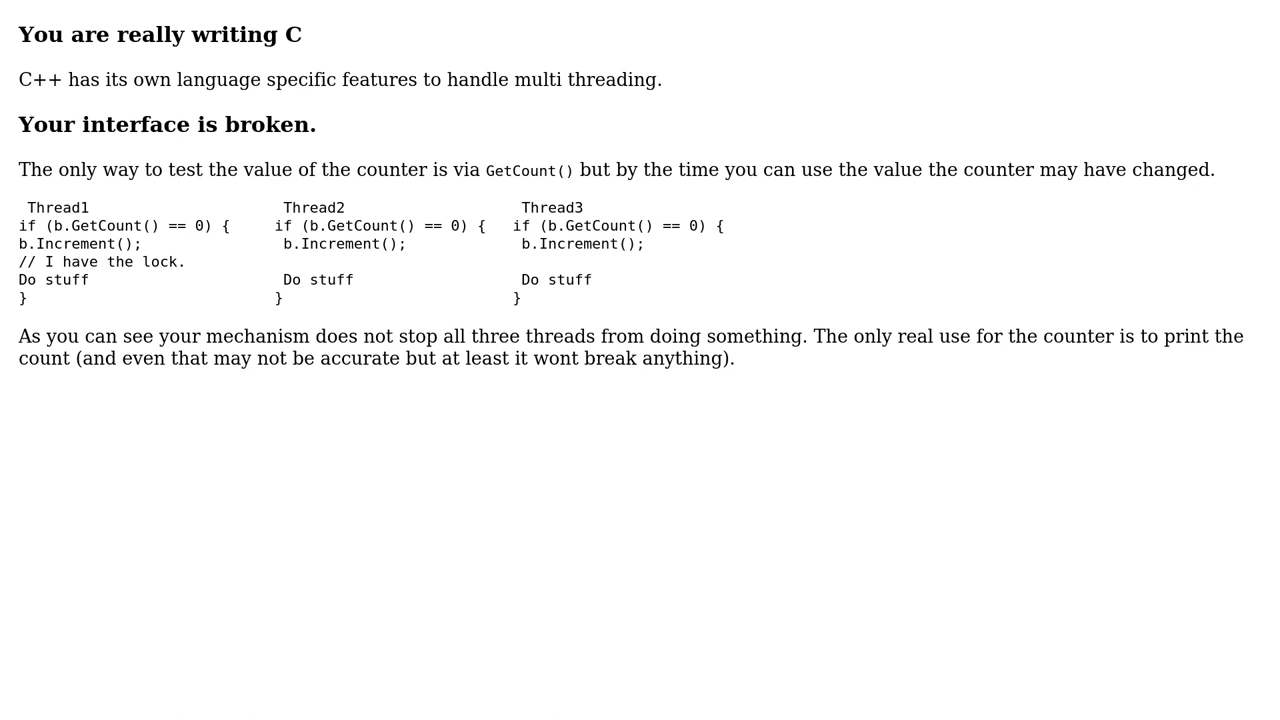 You are really writing C
C++ has its own language specific features to handle multi threading.
Your interface is broken.
The only way to test the value of the counter is via GetCount() but by the time you can use the value the counter may have changed.
 Thread1                      Thread2                    Thread3
if (b.GetCount() == 0) {     if (b.GetCount() == 0) {   if (b.GetCount() == 0) {
b.Increment();                b.Increment();             b.Increment();
// I have the lock.
Do stuff                      Do stuff                   Do stuff
}                            }                          }
As you can see your mechanism does not stop all three threads from doing something. The only real use for the counter is to print the
count (and even that may not be accurate but at least it wont break anything).